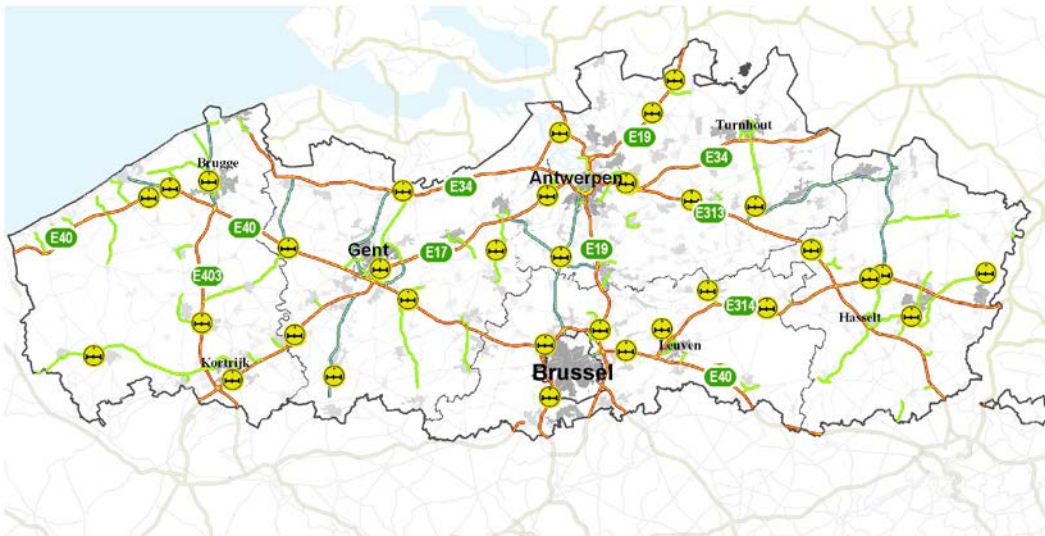 Turnhout
E19
Brugge
E34
Antwerpen
E34
E313
E40
E40
Gent
E17
E19
E403
E314
Hasselt
Leuven
Kortrijk
Brussel
E40